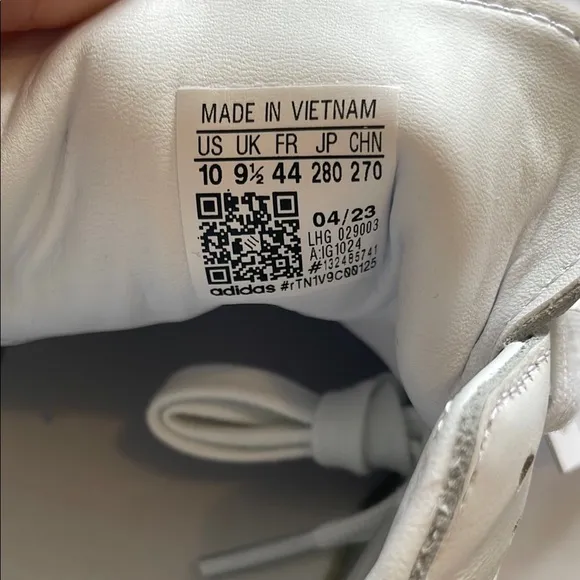 MADE IN VIETNAM
US UK FR JP CHN
10 9½ 44 280 270
04/23
LHG 029003
A:IG1024
#132485741
adidas #rTN1V9C00125